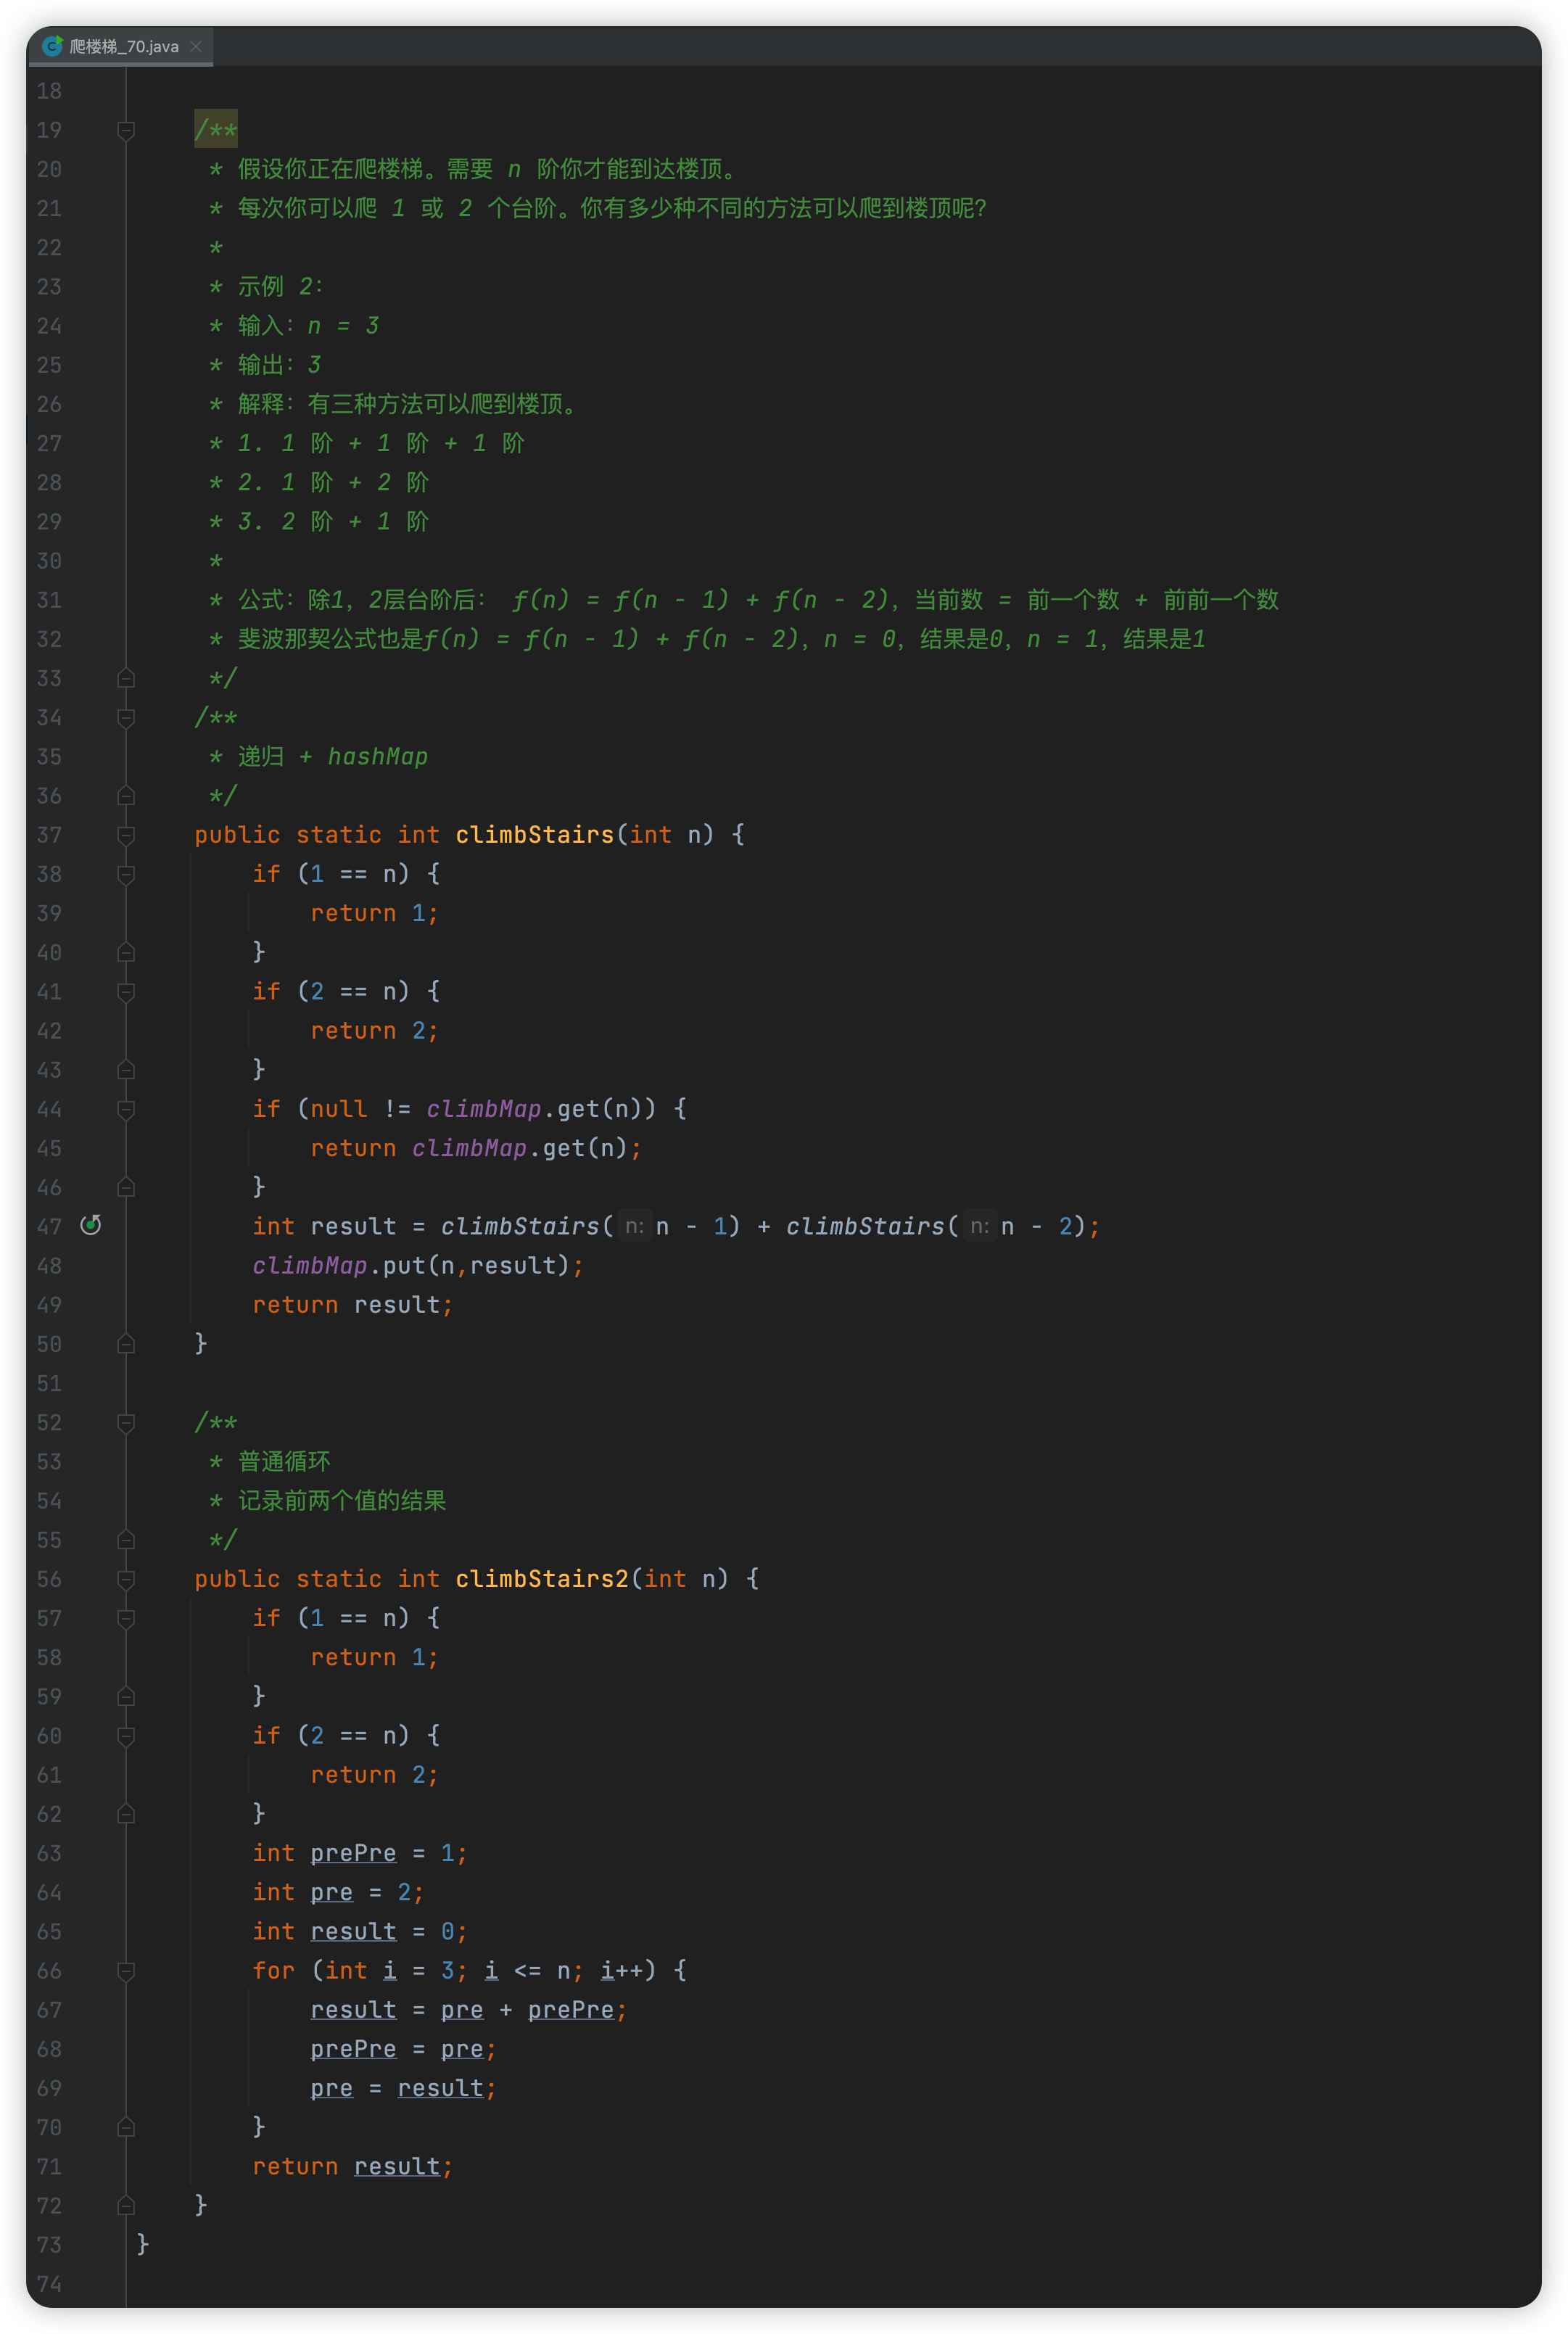 爬楼梯_70.java
18
19 /**
20 * 假设你正在爬楼梯。需要 n 阶你才能到达楼顶。
21 * 每次你可以爬 1 或 2 个台阶。你有多少种不同的方法可以爬到楼顶呢？
22 *
23 * 示例 2：
24 * 输入：n = 3
25 * 输出：3
26 * 解释：有三种方法可以爬到楼顶。
27 * 1. 1 阶 + 1 阶 + 1 阶
28 * 2. 1 阶 + 2 阶
29 * 3. 2 阶 + 1 阶
30 *
31 * 公式：除1，2层台阶后： f(n) = f(n - 1) + f(n - 2)，当前数 = 前一个数 + 前前一个数
32 * 斐波那契公式也是f(n) = f(n - 1) + f(n - 2)，n = 0，结果是0，n = 1，结果是1
33 */
34 /**
35 * 递归 + hashMap
36 */
37 public static int climbStairs(int n) {
38 if (1 == n) {
39 return 1;
40 }
41 if (2 == n) {
42 return 2;
43 }
44 if (null != climbMap.get(n)) {
45 return climbMap.get(n);
46 }
47 int result = climbStairs( n: n - 1) + climbStairs( n: n - 2);
48 climbMap.put(n,result);
49 return result;
50 }
51
52 /**
53 * 普通循环
54 * 记录前两个值的结果
55 */
56 public static int climbStairs2(int n) {
57 if (1 == n) {
58 return 1;
59 }
60 if (2 == n) {
61 return 2;
62 }
63 int prePre = 1;
64 int pre = 2;
65 int result = 0;
66 for (int i = 3; i <= n; i++) {
67 result = pre + prePre;
68 prePre = pre;
69 pre = result;
70 }
71 return result;
72 }
73 }
74